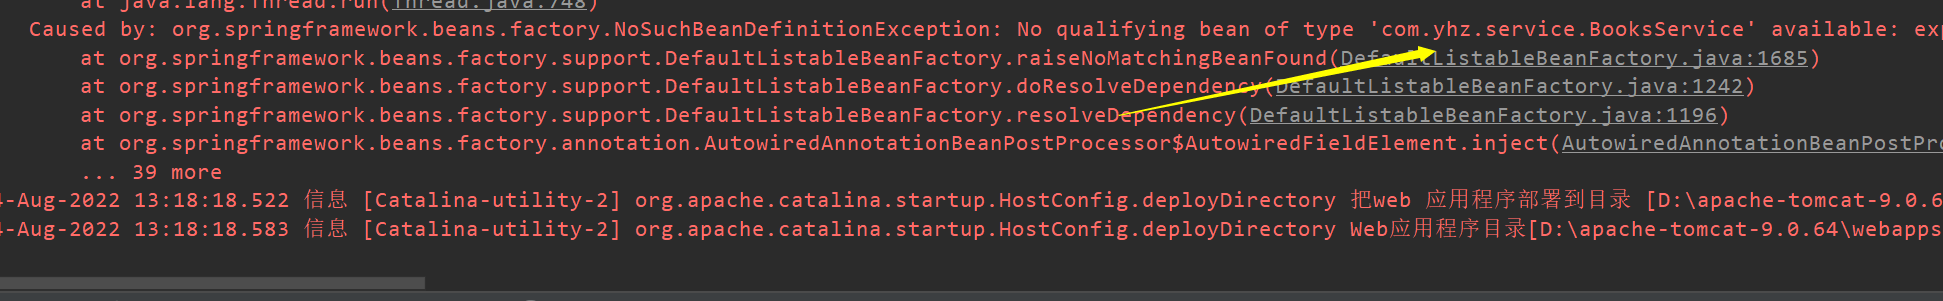 at java.lang.Thread.run(Thread.java:748)
Caused by: org.springframework.beans.factory.NoSuchBeanDefinitionException: No qualifying bean of type 'com.yhz.service.BooksService' available: exp
at org.springframework.beans.factory.support.DefaultListableBeanFactory.raiseNoMatchingBeanFound(DefaultListableBeanFactory.java:1685)
at org.springframework.beans.factory.support.DefaultListableBeanFactory.doResolveDependency(DefaultListableBeanFactory.java:1242)
at org.springframework.beans.factory.support.DefaultListableBeanFactory.resolveDependency(DefaultListableBeanFactory.java:1196)
at org.springframework.beans.factory.annotation.AutowiredAnnotationBeanPostProcessor$AutowiredFieldElement.inject(AutowiredAnnotationBeanPostPro
... 39 more
4-Aug-2022 13:18:18.522 信息 [Catalina-utility-2] org.apache.catalina.startup.HostConfig.deployDirectory 把web 应用程序部署到目录 [D:\apache-tomcat-9.0.6
4-Aug-2022 13:18:18.583 信息 [Catalina-utility-2] org.apache.catalina.startup.HostConfig.deployDirectory Web应用程序目录[D:\apache-tomcat-9.0.64\webapps